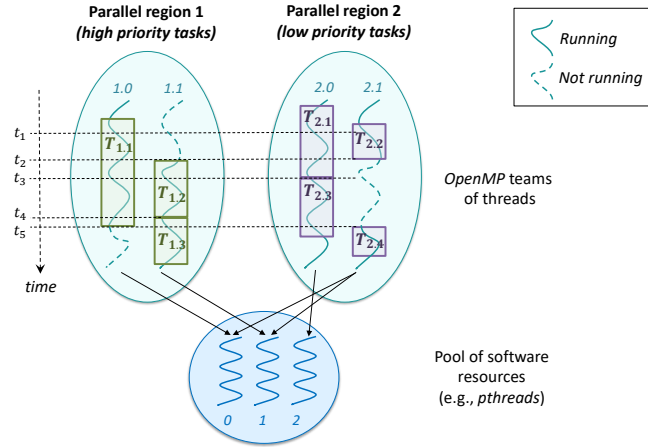 Parallel region 1
(high priority tasks)
Parallel region 2
(low priority tasks)
Running
Not running
1.0
1.1
2.0
2.1
t1
t2
t3
t4
t5
time
T1.1
T1.2
T1.3
T2.1
T2.2
T2.3
T2.4
OpenMP teams
of threads
Pool of software
resources
(e.g., pthreads)
0
1
2